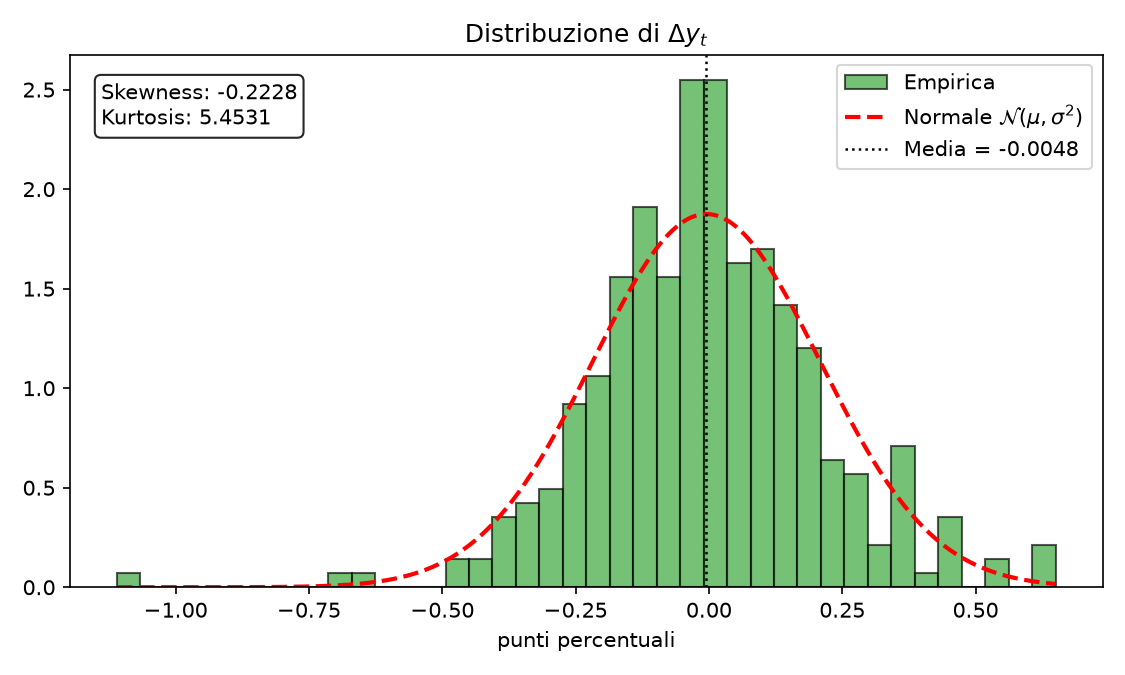 Distribuzione di Δyₜ
Skewness: -0.2228
Kurtosis: 5.4531
Empirica
Normale 𝒩(μ, σ²)
Media = -0.0048
2.5
2.0
1.5
1.0
0.5
0.0
−1.00 −0.75 −0.50 −0.25 0.00 0.25 0.50
punti percentuali